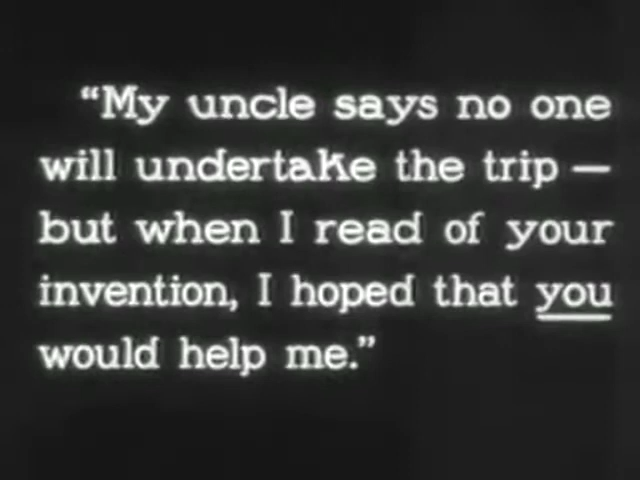 “My uncle says no one
will undertake the trip —
but when I read of your
invention, I hoped that you
would help me.”